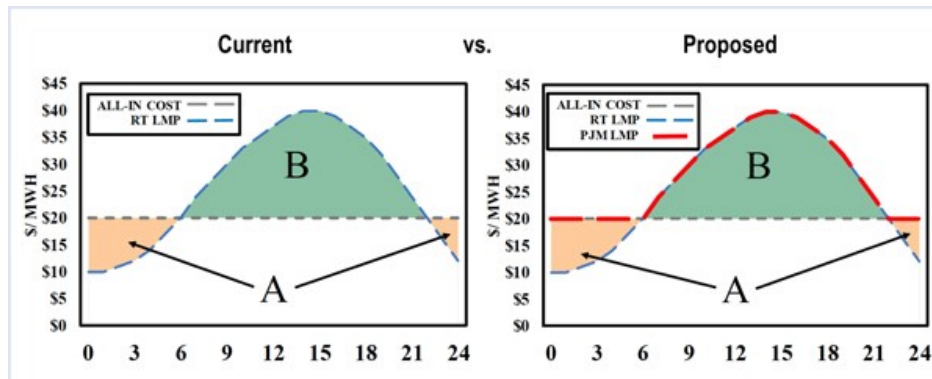 Current vs. Proposed
$45
$40
$35
$30
$25
$20
$15
$10
$5
$0
$/ MWH
ALL-IN COST
RT LMP
B
A
0 3 6 9 12 15 18 21 24
$45
$40
$35
$30
$25
$20
$15
$10
$5
$0
$/ MWH
ALL-IN COST
RT LMP
PJM LMP
B
A
0 3 6 9 12 15 18 21 24